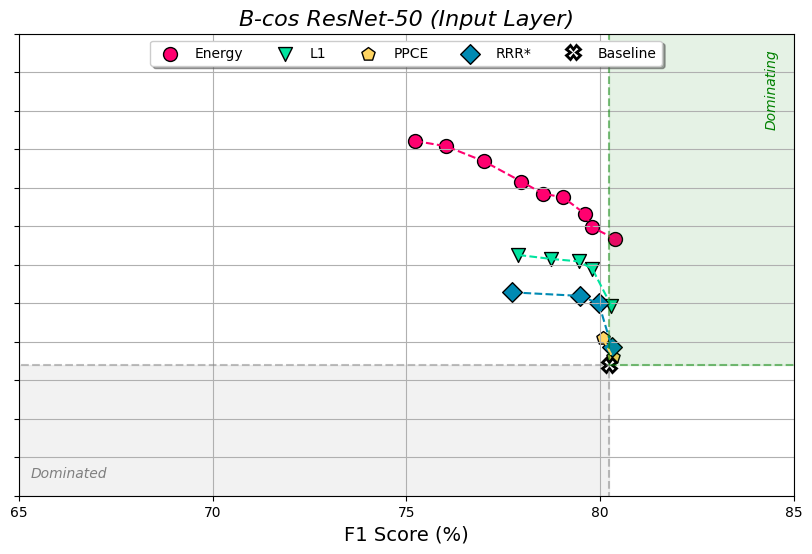 B-cos ResNet-50 (Input Layer)
Energy L1 PPCE RRR* Baseline
Dominating
Dominated
65 70 75 80 85
F1 Score (%)